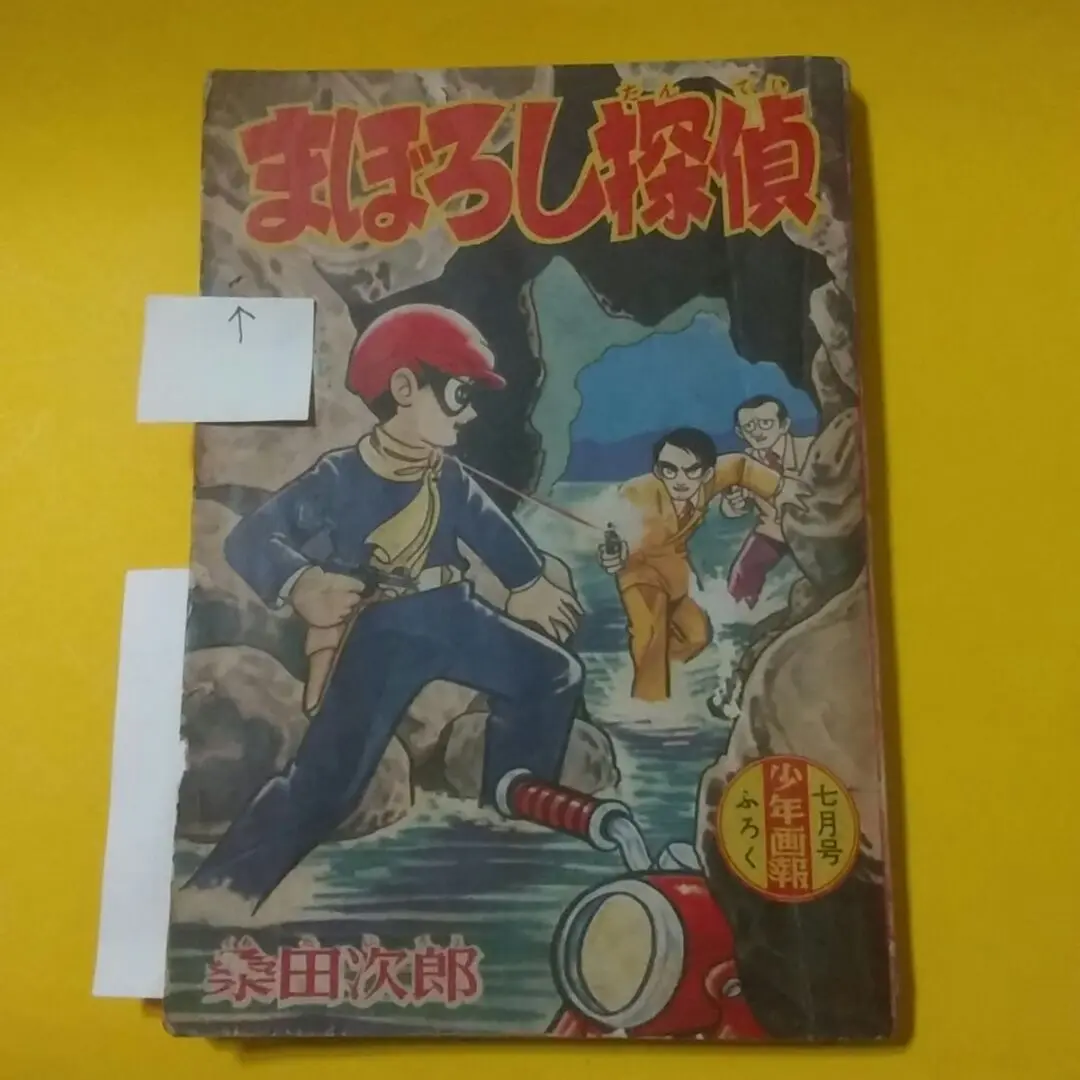 たんてい
まぼろし探偵
七月号
少年画報
ふろく
桑田次郎